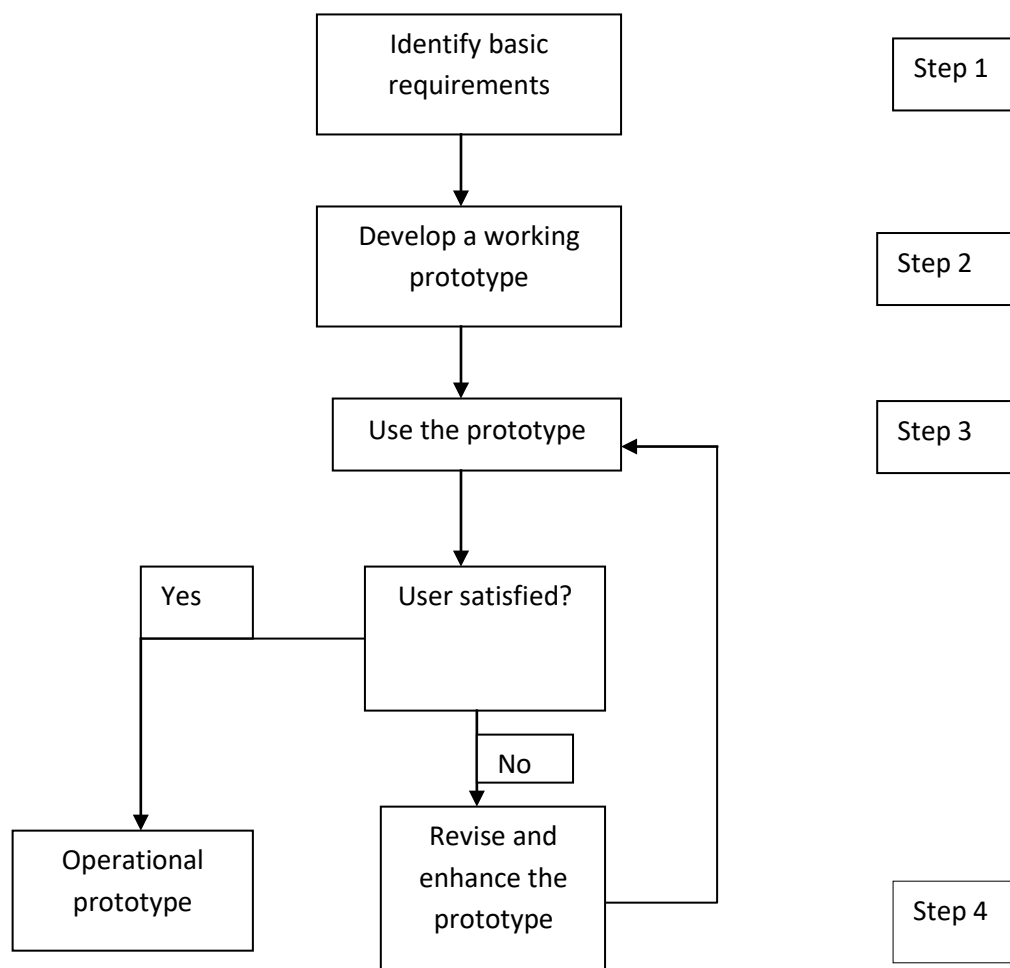 Identify basic
requirements
Step 1
Develop a working
prototype
Step 2
Use the prototype
Step 3
Yes
User satisfied?
No
Operational
prototype
Revise and
enhance the
prototype
Step 4